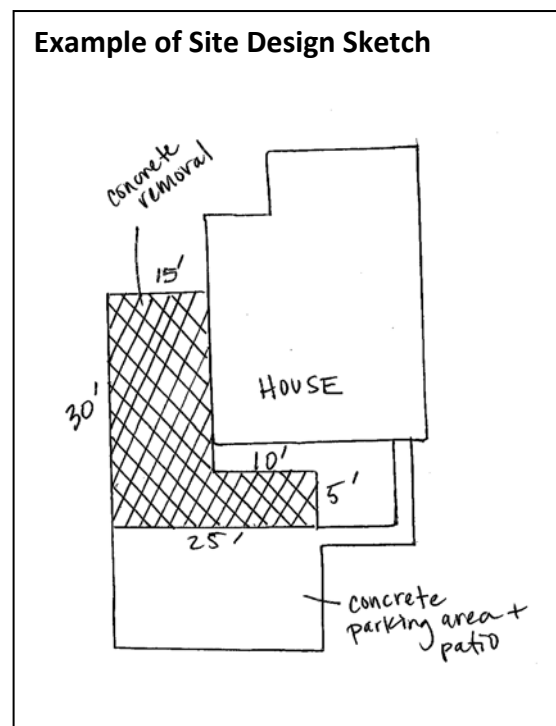 Example of Site Design Sketch
concrete
removal
15'
30'
HOUSE
10'
5'
25'
concrete
parking area +
patio